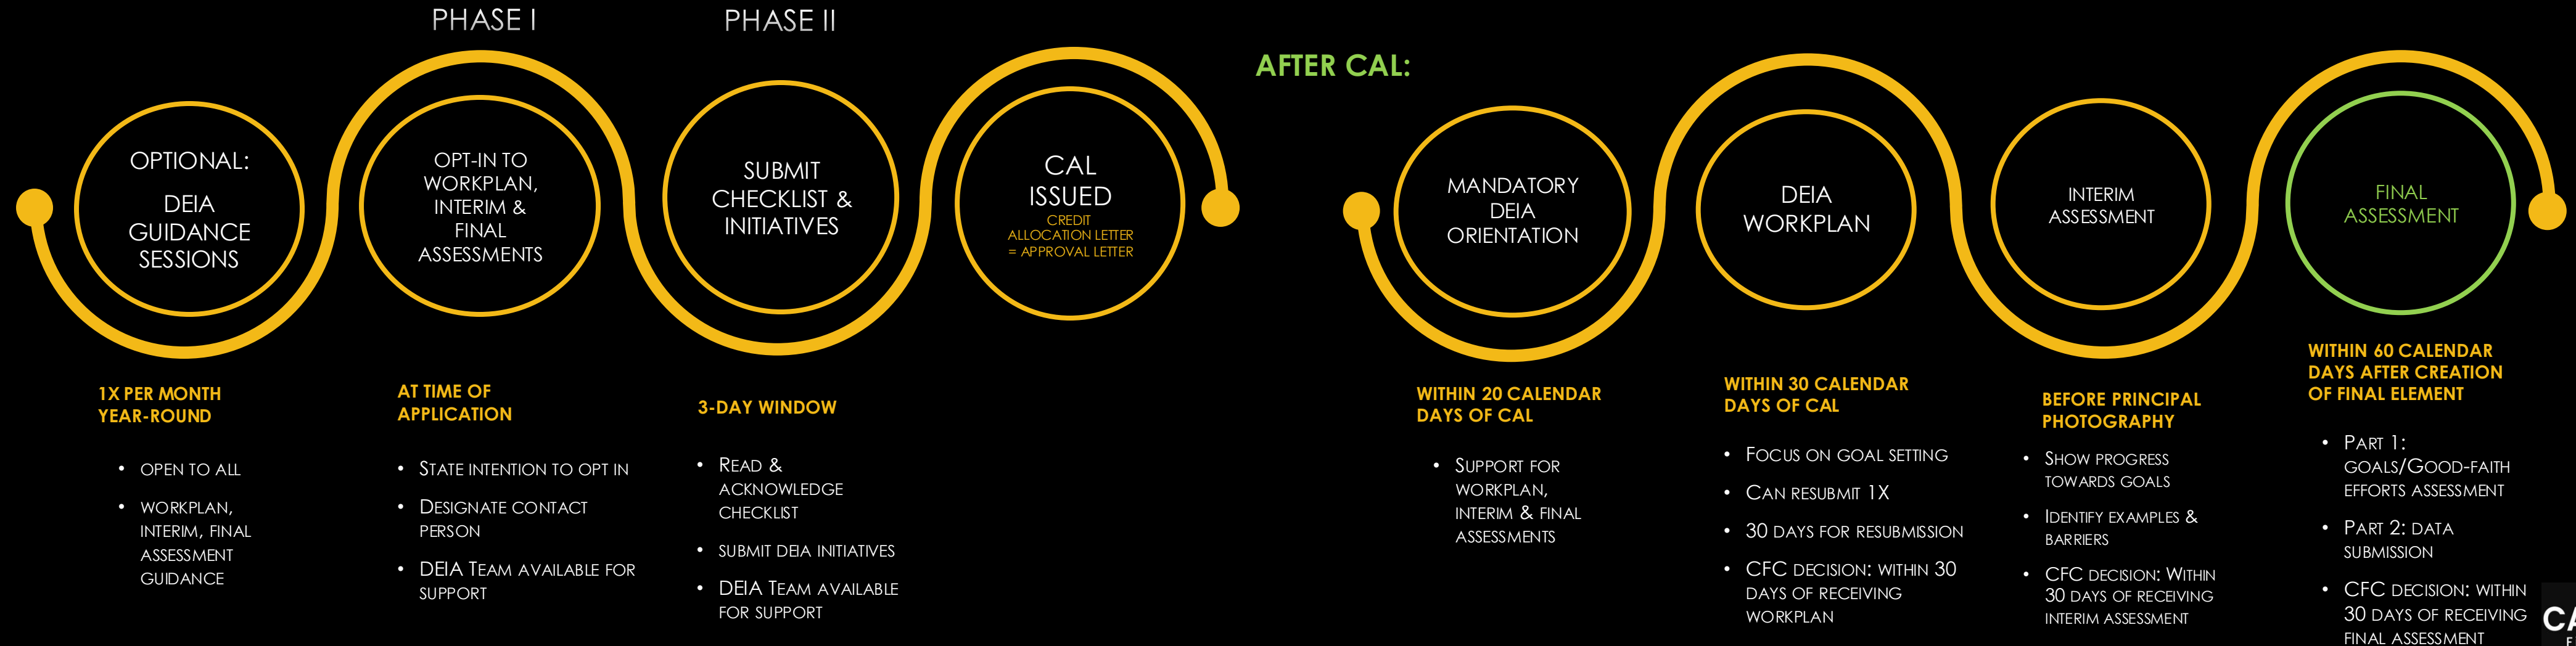 PHASE I
PHASE II
AFTER CAL:
OPTIONAL:
DEIA
GUIDANCE
SESSIONS
OPT-IN TO
WORKPLAN,
INTERIM &
FINAL
ASSESSMENTS
SUBMIT
CHECKLIST &
INITIATIVES
CAL
ISSUED
CREDIT
ALLOCATION LETTER
= APPROVAL LETTER
MANDATORY
DEIA
ORIENTATION
DEIA
WORKPLAN
INTERIM
ASSESSMENT
FINAL
ASSESSMENT
1X PER MONTH
YEAR-ROUND
• OPEN TO ALL
• WORKPLAN,
INTERIM, FINAL
ASSESSMENT
GUIDANCE
AT TIME OF
APPLICATION
• STATE INTENTION TO OPT IN
• DESIGNATE CONTACT
PERSON
• DEIA TEAM AVAILABLE FOR
SUPPORT
3-DAY WINDOW
• READ &
ACKNOWLEDGE
CHECKLIST
• SUBMIT DEIA INITIATIVES
• DEIA TEAM AVAILABLE
FOR SUPPORT
WITHIN 20 CALENDAR
DAYS OF CAL
• SUPPORT FOR
WORKPLAN,
INTERIM & FINAL
ASSESSMENTS
WITHIN 30 CALENDAR
DAYS OF CAL
• FOCUS ON GOAL SETTING
• CAN RESUBMIT 1X
• 30 DAYS FOR RESUBMISSION
• CFC DECISION: WITHIN 30
DAYS OF RECEIVING
WORKPLAN
BEFORE PRINCIPAL
PHOTOGRAPHY
• SHOW PROGRESS
TOWARDS GOALS
• IDENTIFY EXAMPLES &
BARRIERS
• CFC DECISION: WITHIN
30 DAYS OF RECEIVING
INTERIM ASSESSMENT
WITHIN 60 CALENDAR
DAYS AFTER CREATION
OF FINAL ELEMENT
• PART 1:
GOALS/GOOD-FAITH
EFFORTS ASSESSMENT
• PART 2: DATA
SUBMISSION
• CFC DECISION: WITHIN
30 DAYS OF RECEIVING
FINAL ASSESSMENT